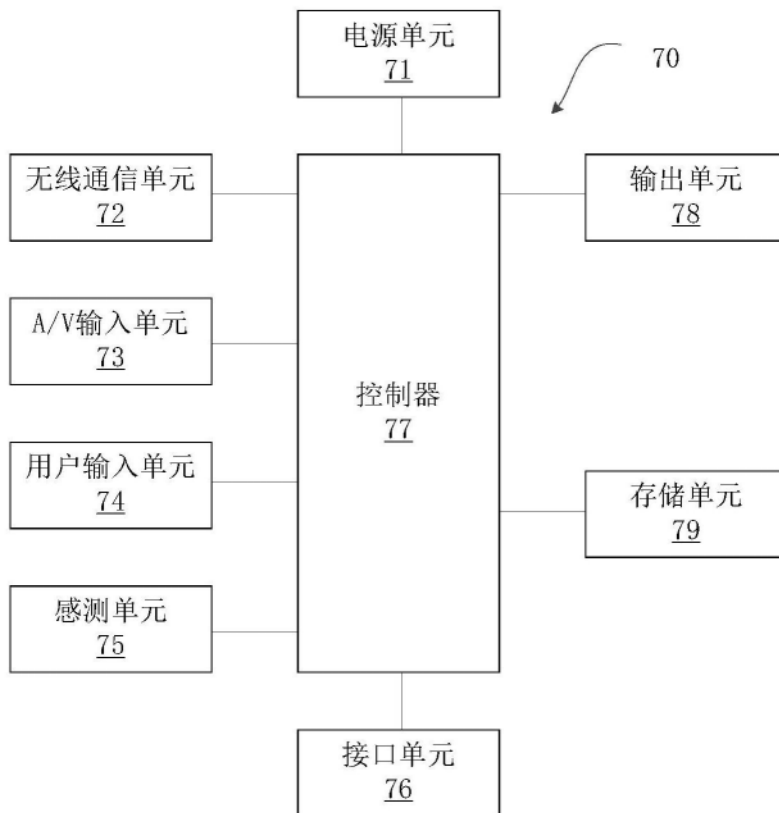 电源单元
71
70
无线通信单元
72
输出单元
78
A/V输入单元
73
控制器
77
用户输入单元
74
存储单元
79
感测单元
75
接口单元
76